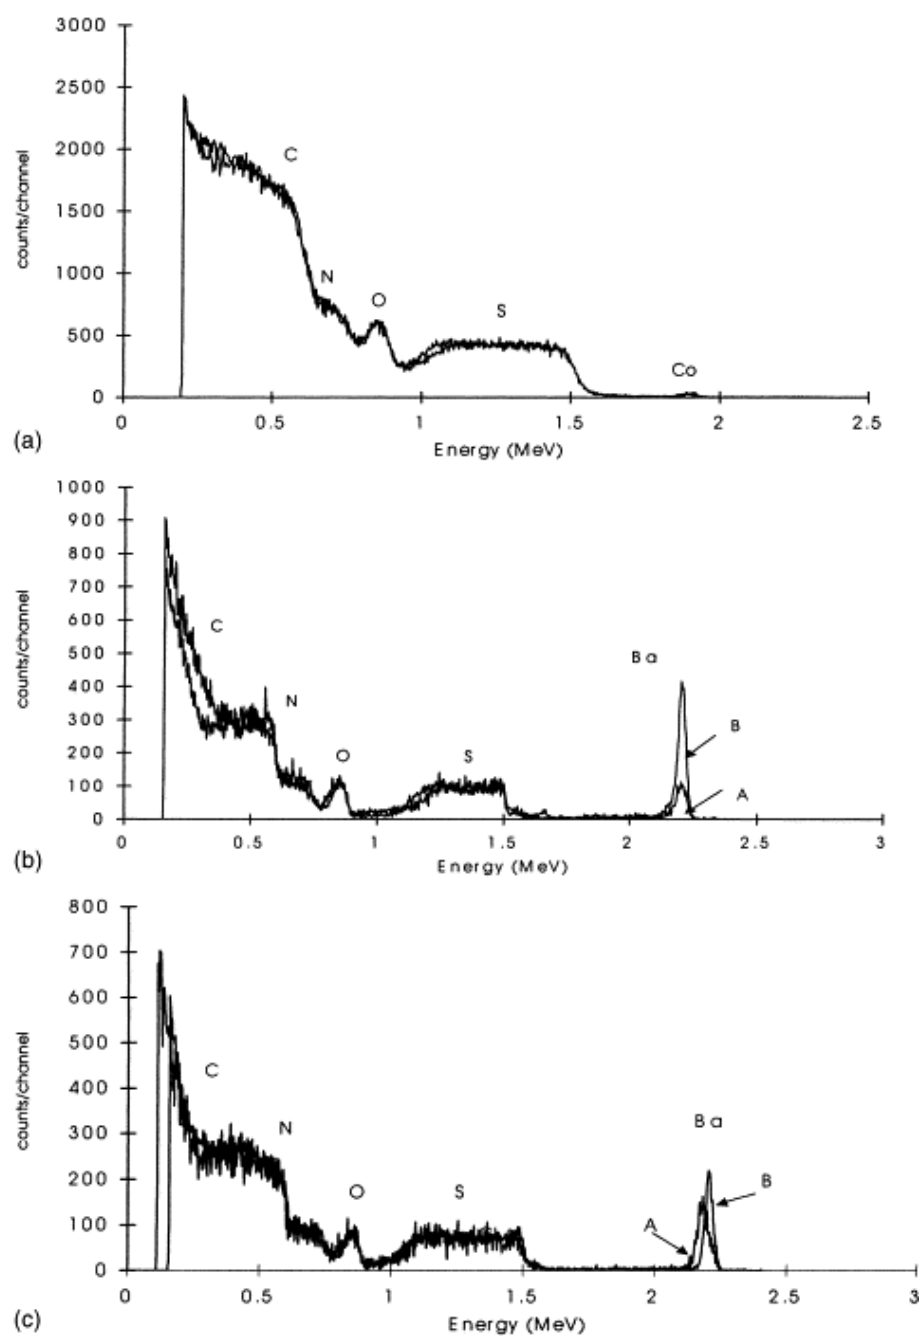 3000
2500
2000
1500
1000
500
0
counts/channel
C
N
O
S
Co
0 0.5 1 1.5 2 2.5
Energy (MeV)
(a)
1000
900
800
700
600
500
400
300
200
100
0
counts/channel
C
N
O
S
Ba
B
A
0 0.5 1 1.5 2 2.5 3
Energy (MeV)
(b)
800
700
600
500
400
300
200
100
0
counts/channel
C
N
O
S
Ba
B
A
0 0.5 1 1.5 2 2.5 3
Energy (MeV)
(c)